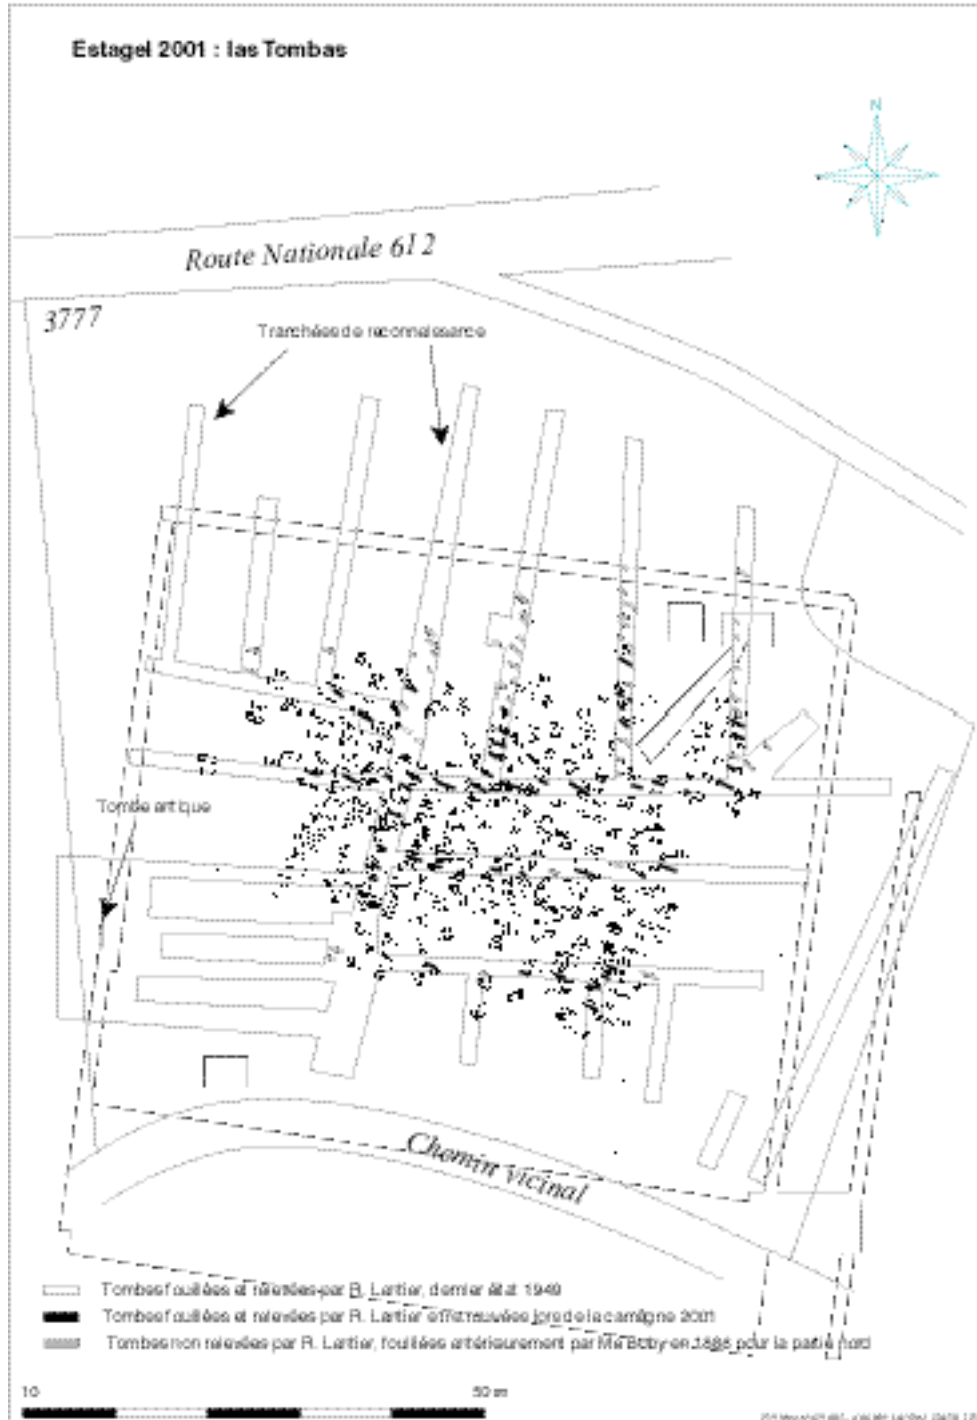 Estagel 2001 : las Tombas
N
Route Nationale 612
3777
Tranchées de reconnaissance
Tombe antique
Chemin vicinal
Tombes fouillées et relevées par R. Lantier, dernier état 1949
Tombes fouillées et relevées par R. Lantier et retrouvées lors de la campagne 2001
Tombes non relevées par R. Lantier, fouillées antérieurement par Me Boby en pour la partie nord
10 50 m